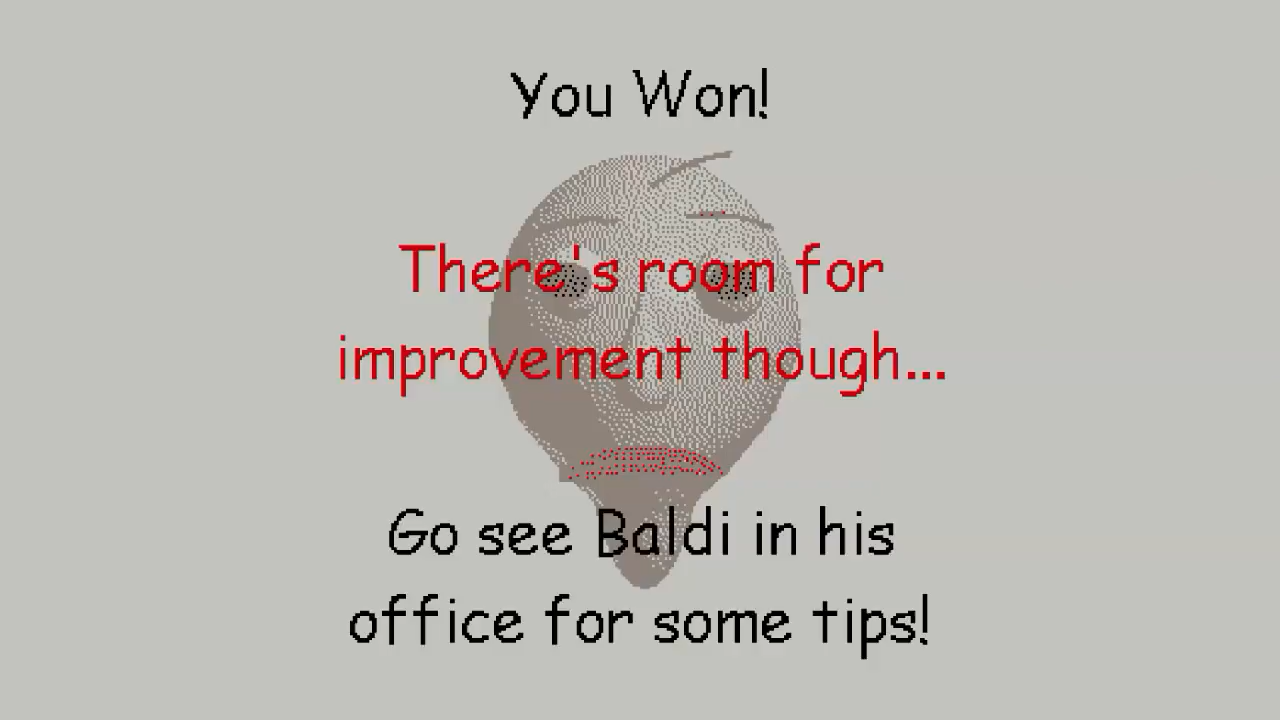 You Won!
There's room for
improvement though...
Go see Baldi in his
office for some tips!